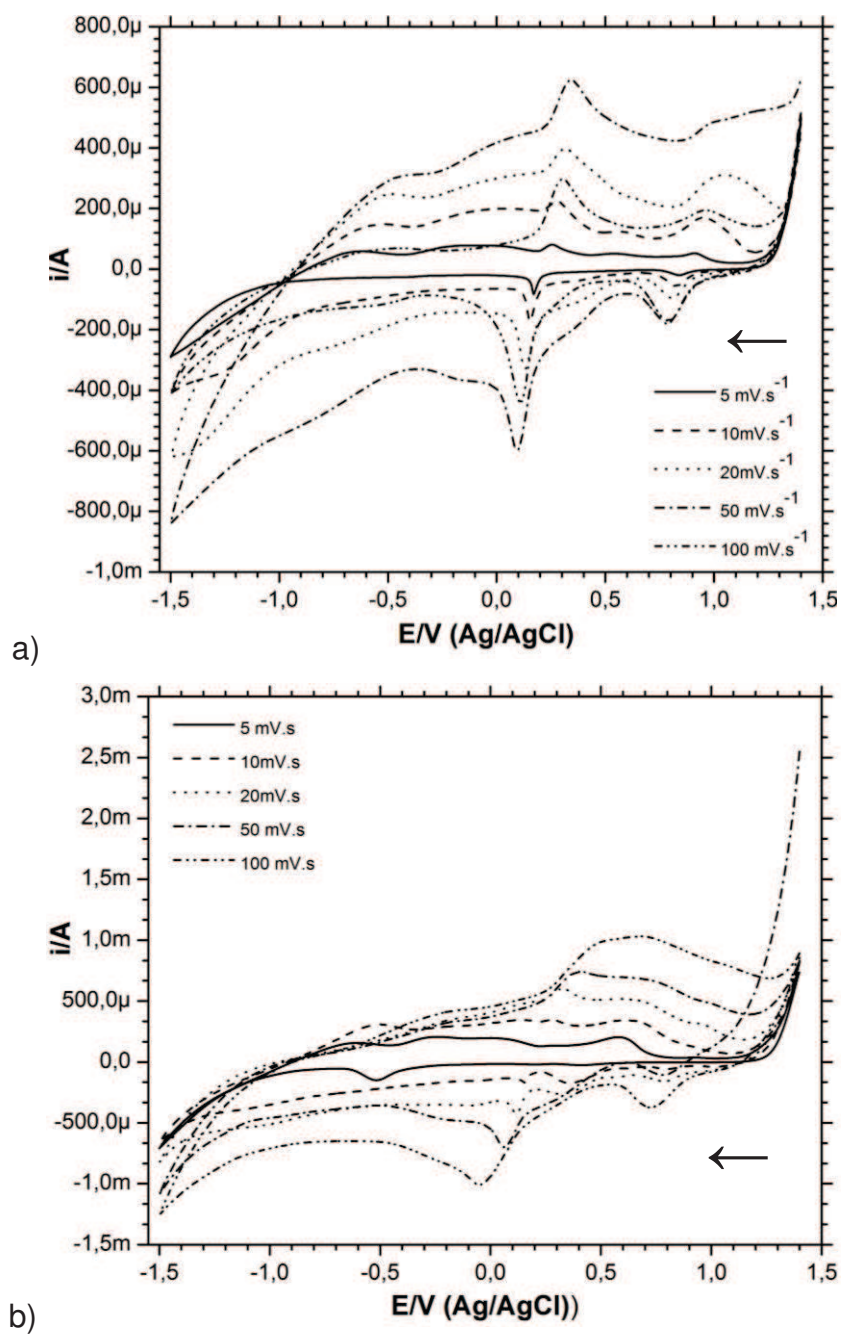 800,0µ
600,0µ
400,0µ
200,0µ
0,0
-200,0µ
-400,0µ
-600,0µ
-800,0µ
-1,0m
i/A
←
5 mV.s-1
10mV.s-1
20mV.s-1
50 mV.s-1
100 mV.s-1
-1,5 -1,0 -0,5 0,0 0,5 1,0 1,5
E/V (Ag/AgCl)
a)
3,0m
2,5m
2,0m
1,5m
1,0m
500,0µ
0,0
-500,0µ
-1,0m
-1,5m
i/A
5 mV.s
10mV.s
20mV.s
50 mV.s
100 mV.s
←
-1,5 -1,0 -0,5 0,0 0,5 1,0 1,5
E/V (Ag/AgCl))
b)